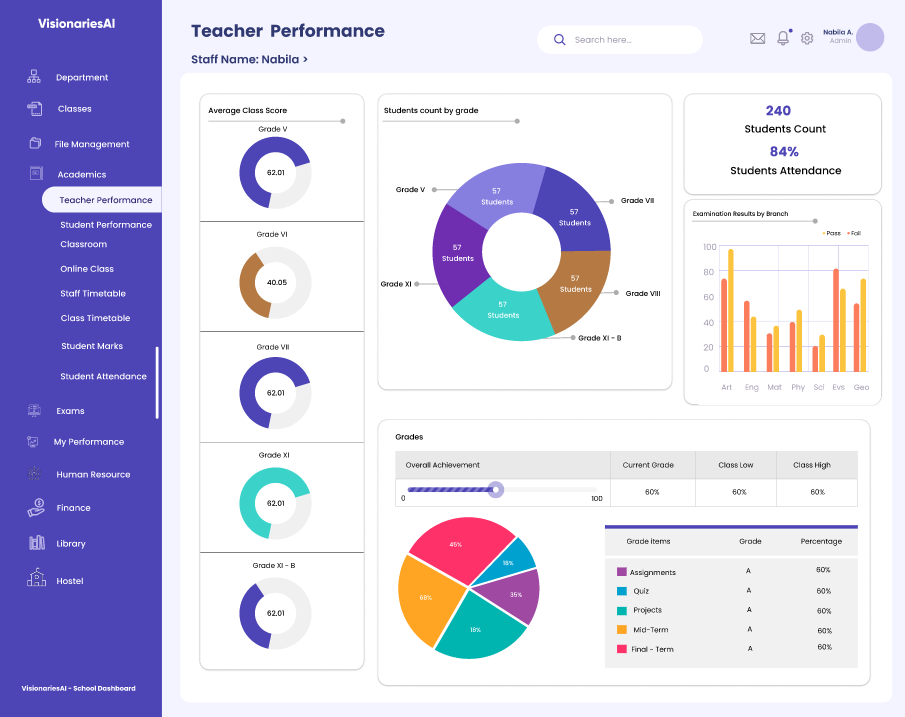 VisionariesAI
Department
Classes
File Management
Academics
Teacher Performance
Student Performance
Classroom
Online Class
Staff Timetable
Class Timetable
Student Marks
Student Attendance
Exams
My Performance
Human Resource
Finance
Library
Hostel
VisionariesAI - School Dashboard
Teacher Performance
Staff Name: Nabila >
Search here...
Nabila A.
Admin
Average Class Score
Grade V
62.01
Grade VI
40.05
Grade VII
62.01
Grade XI
62.01
Grade XI - B
62.01
Students count by grade
Grade V
57
Students
57
Students
Grade VII
57
Students
Grade XI
57
Students
Grade VIII
57
Students
Grade XI - B
240
Students Count
84%
Students Attendance
Examination Results by Branch
Pass Fail
100
80
60
40
20
0
Art Eng Mat Phy Sci Evs Geo
Grades
Overall Achievement Current Grade Class Low Class High
0 100 60% 60% 60%
45%
15%
35%
68%
18%
Grade items Grade Percentage
Assignments A 60%
Quiz A 60%
Projects A 60%
Mid-Term A 60%
Final - Term A 60%